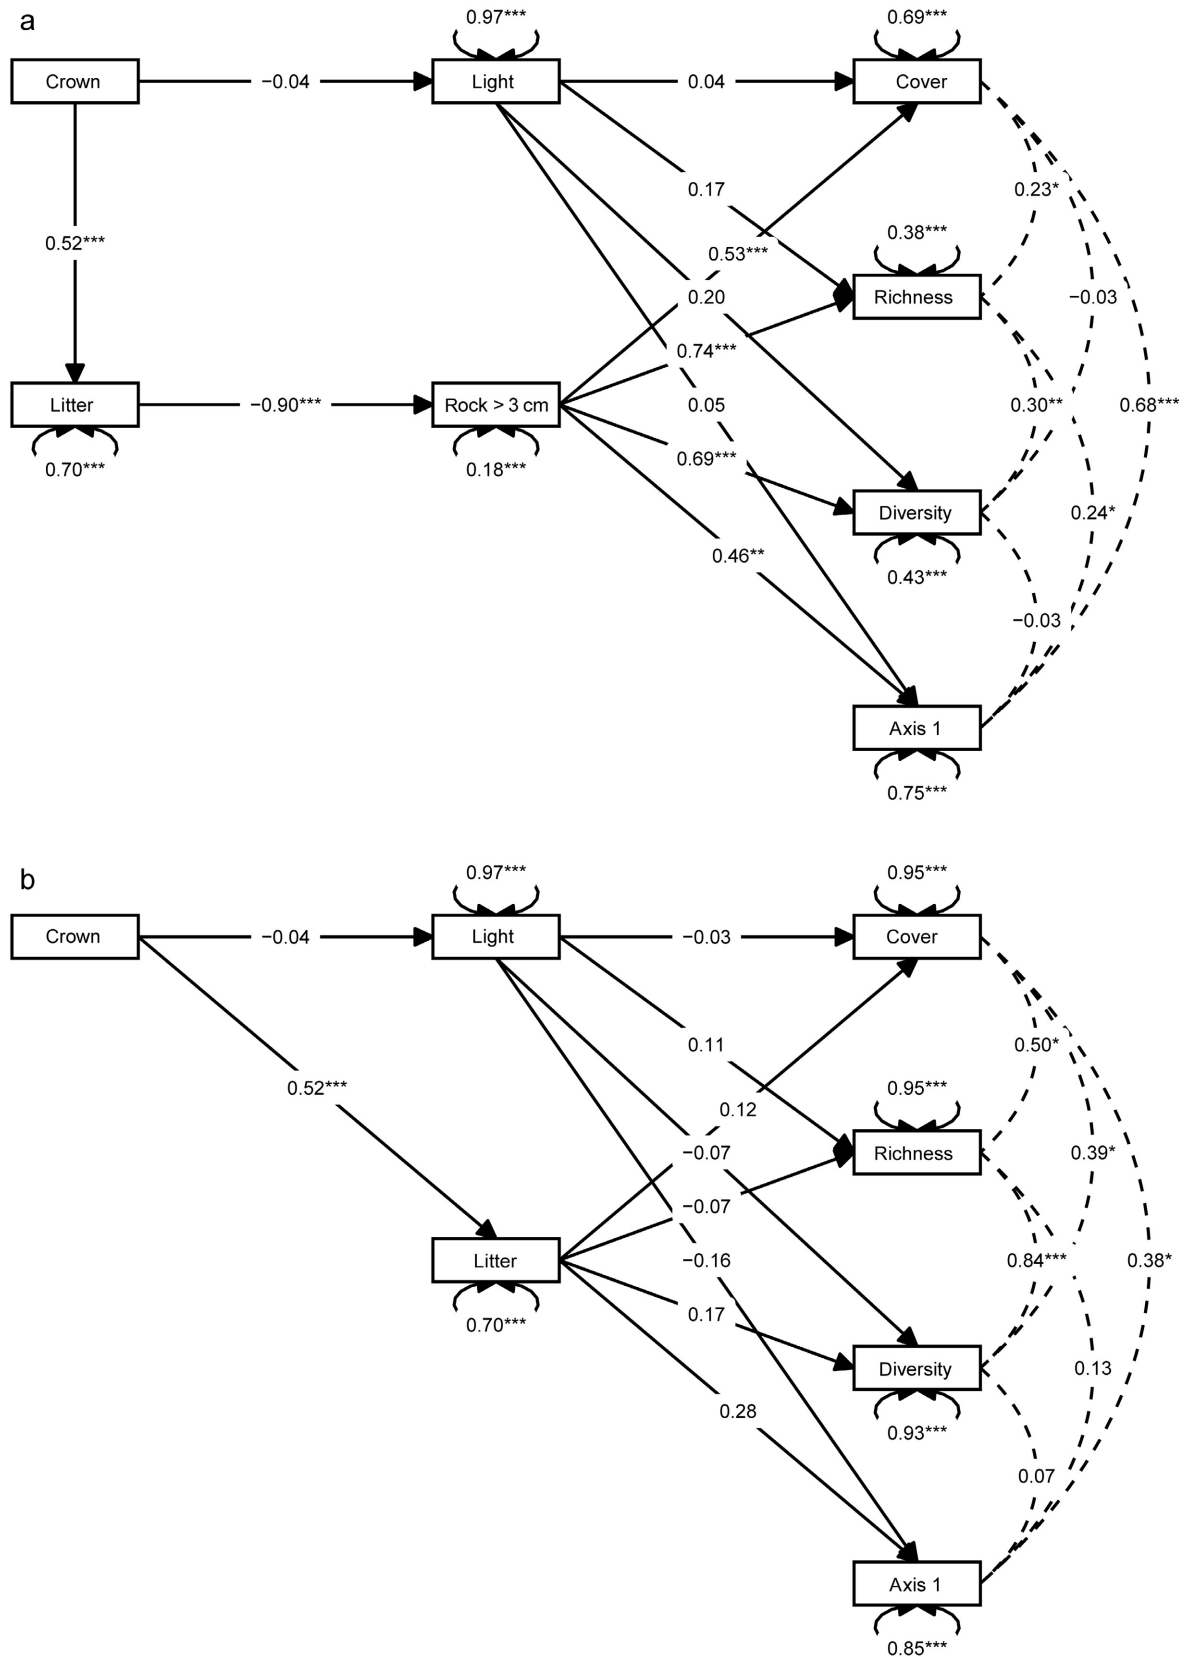 a
0.97***
0.69***
Crown
−0.04
Light
0.04
Cover
0.17
0.23*
0.52***
0.53***
0.38***
0.20
Richness
−0.03
0.74***
Litter
−0.90***
Rock > 3 cm
0.05
0.30**
0.68***
0.70***
0.18***
0.69***
Diversity
0.24*
0.46**
0.43***
−0.03
Axis 1
0.75***
b
0.97***
0.95***
Crown
−0.04
Light
−0.03
Cover
0.11
0.50*
0.52***
0.12
0.95***
−0.07
Richness
0.39*
−0.07
Litter
−0.16
0.84***
0.38*
0.70***
0.17
Diversity
0.13
0.28
0.93***
0.07
Axis 1
0.85***